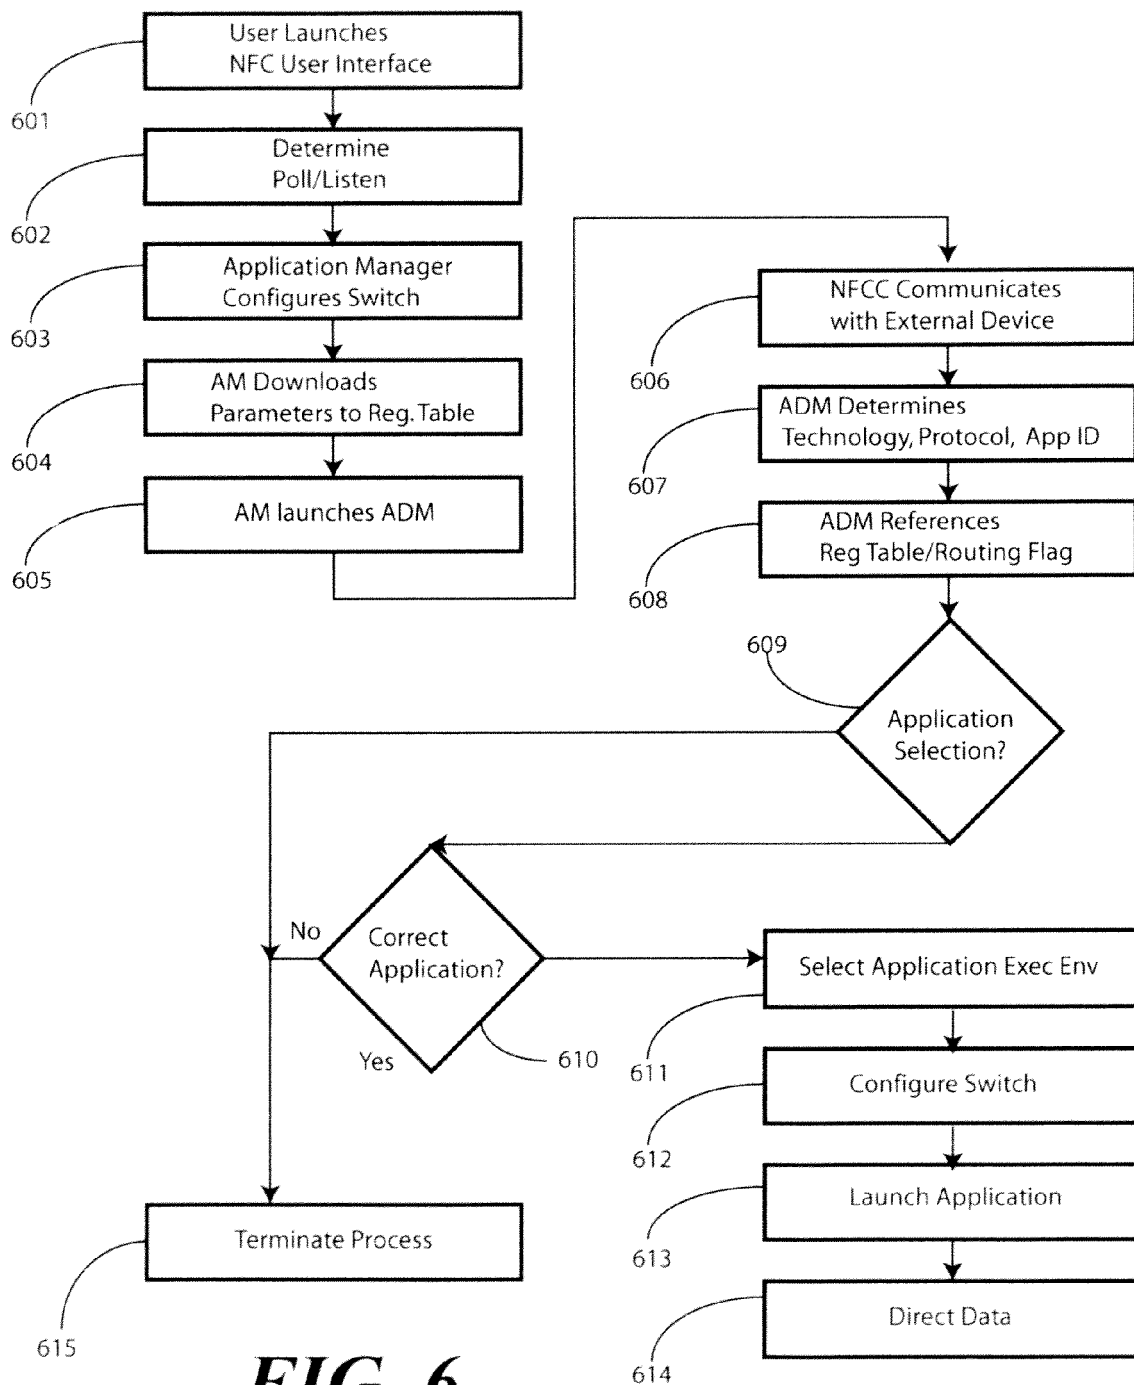 User Launches
NFC User Interface
601
Determine
Poll/Listen
602
Application Manager
Configures Switch
603
AM Downloads
Parameters to Reg. Table
604
AM launches ADM
605
NFCC Communicates
with External Device
606
ADM Determines
Technology, Protocol, App ID
607
ADM References
Reg Table/Routing Flag
608
609
Application
Selection?
No
Correct
Application?
Yes
610
Select Application Exec Env
611
Configure Switch
612
Launch Application
613
Direct Data
614
Terminate Process
615
FIG. 6